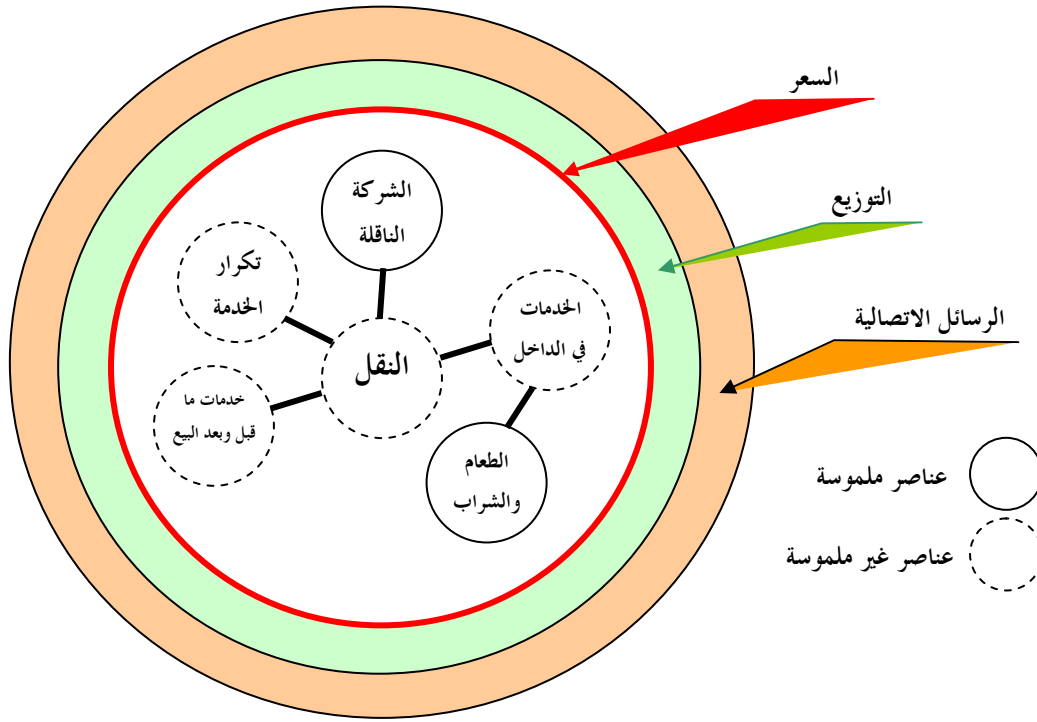 السعر
الشركة
الناقلة
التوزيع
تكرار
الخدمة
الخدمات
في الداخل
الرسائل الاتصالية
النقل
خدمات ما
قبل وبعد البيع
الطعام
والشراب
عناصر ملموسة
عناصر غير ملموسة